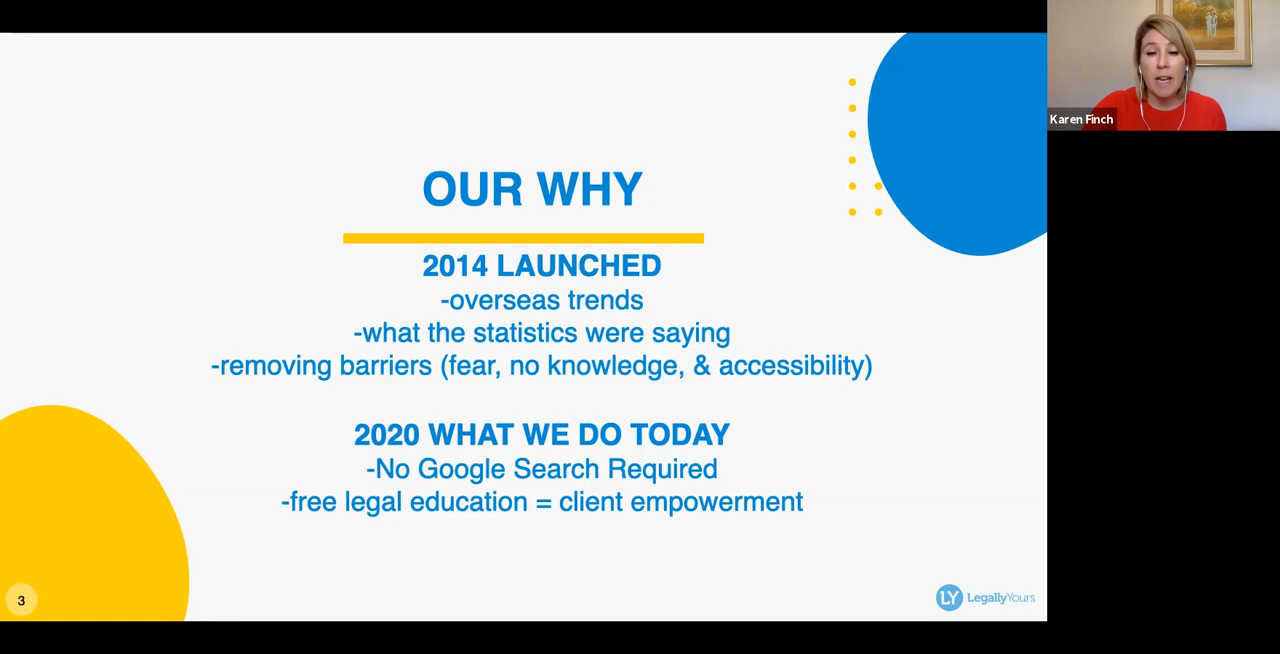 Karen Finch
OUR WHY
2014 LAUNCHED
-overseas trends
-what the statistics were saying
-removing barriers (fear, no knowledge, & accessibility)
2020 WHAT WE DO TODAY
-No Google Search Required
-free legal education = client empowerment
3
LY LegallyYours